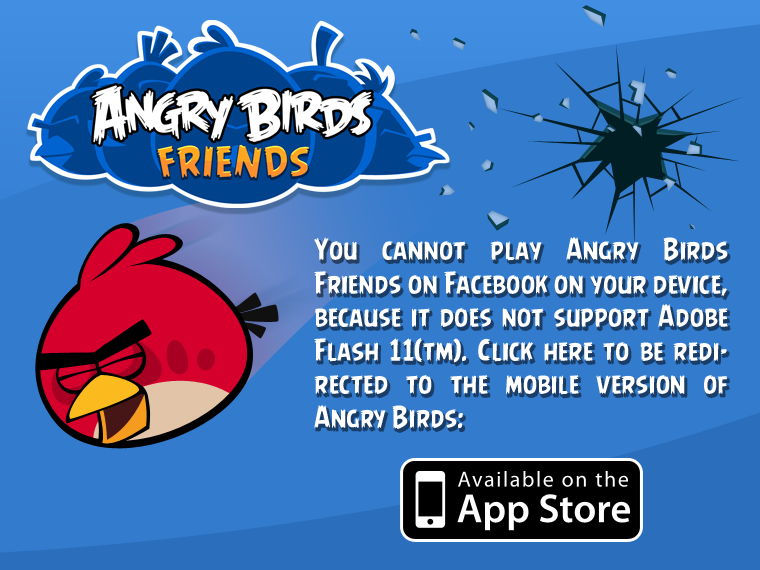 Angry Birds
Friends
You cannot play Angry Birds
Friends on Facebook on your device,
because it does not support Adobe
Flash 11(tm). Click here to be redi-
rected to the mobile version of
Angry Birds:
Available on the
App Store